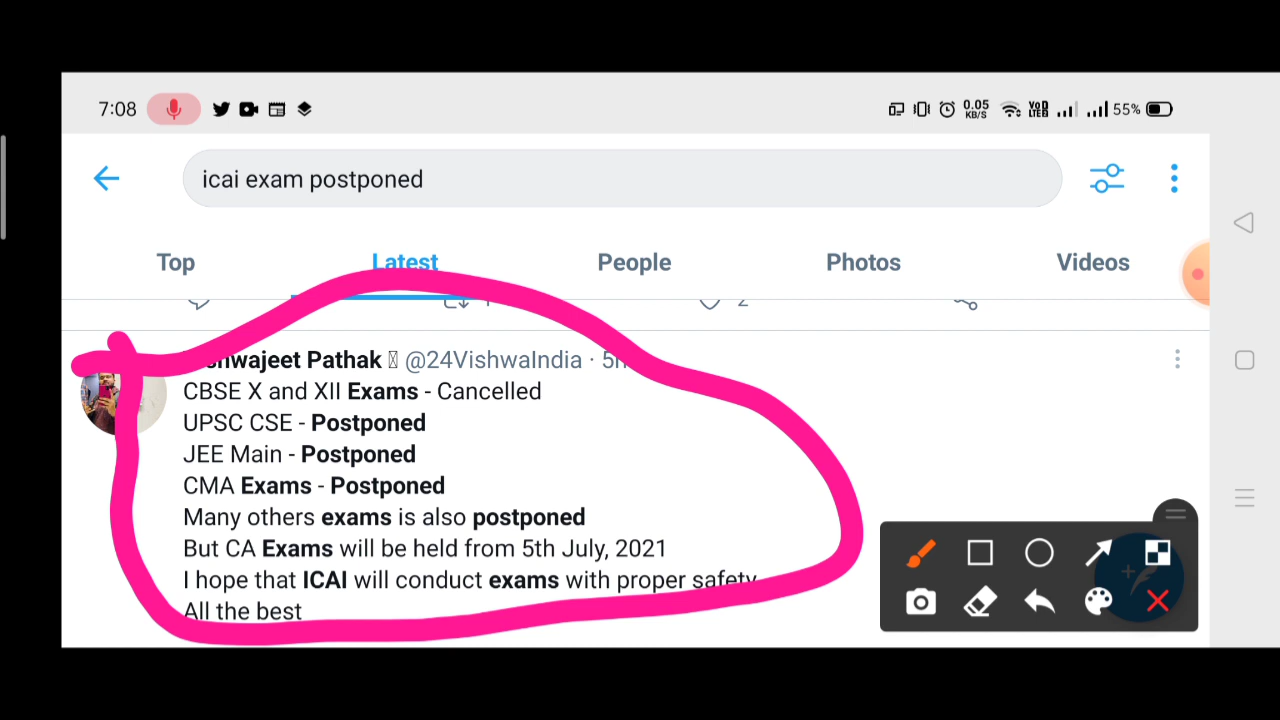 7:08
0.05 KB/S
VoD LTE2
55%
icai exam postponed
Top Latest People Photos Videos
2
Pathak @24VishwaIndia ·
CBSE X and XII Exams - Cancelled
UPSC CSE - Postponed
JEE Main - Postponed
CMA Exams - Postponed
Many others exams is also postponed
But CA Exams will be held from 5th July, 2021
I hope that ICAI will conduct exams with proper safety
All the best